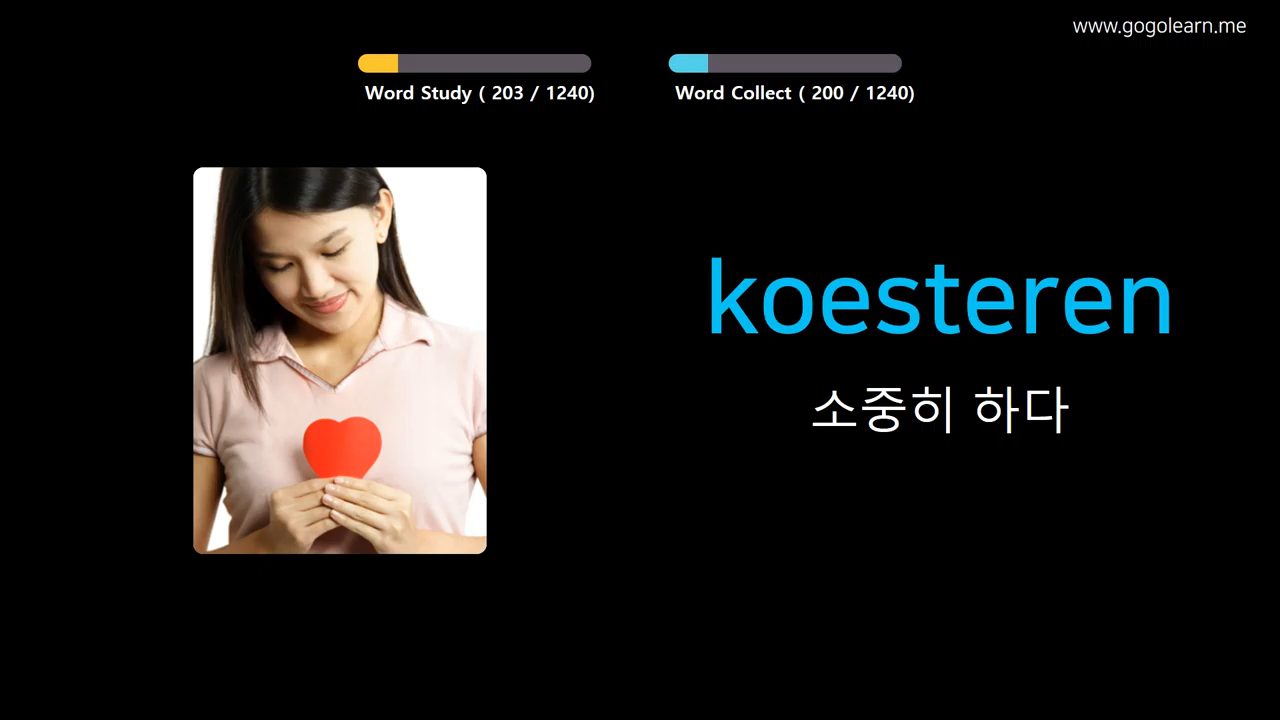 www.gogolearn.me
Word Study ( 203 / 1240)
Word Collect ( 200 / 1240)
koesteren
소중히 하다